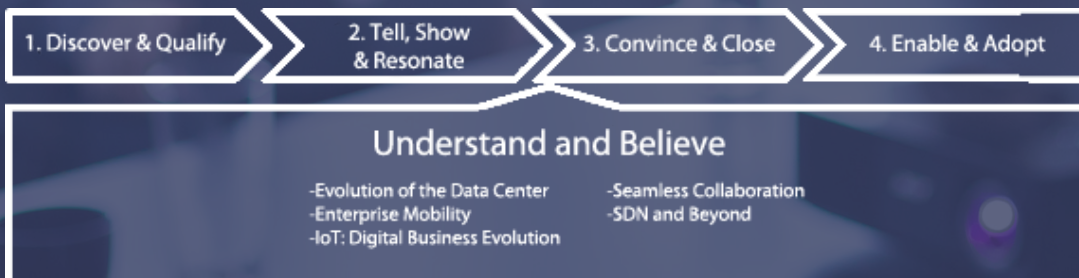 1. Discover & Qualify
2. Tell, Show
& Resonate
3. Convince & Close
4. Enable & Adopt
Understand and Believe
-Evolution of the Data Center
-Enterprise Mobility
-IoT: Digital Business Evolution
-Seamless Collaboration
-SDN and Beyond